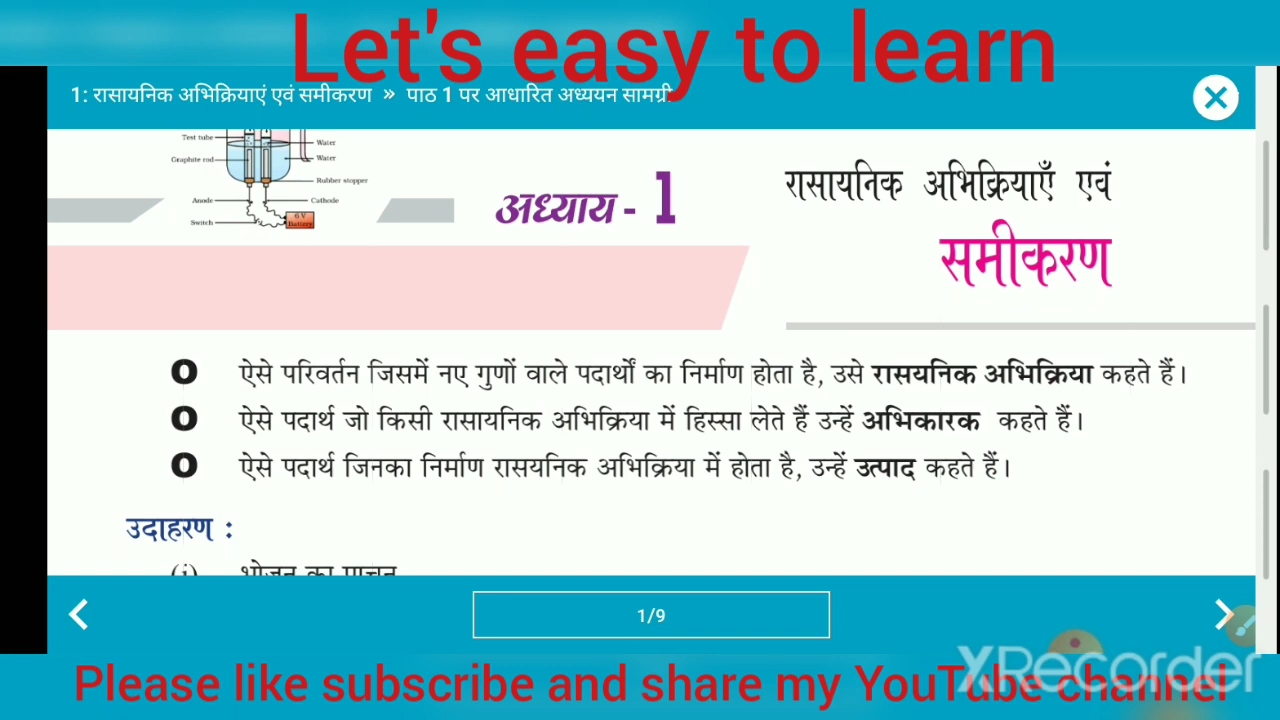 Let's easy to learn
1: रासायनिक अभिक्रियाएं एवं समीकरण » पाठ 1 पर आधारित अध्ययन सामग्री
Test tube
Water
Graphite rod
Water
Rubber stopper
Anode
Cathode
6 V
Battery
Switch
अध्याय - 1
रासायनिक अभिक्रियाएँ एवं
समीकरण
ऐसे परिवर्तन जिसमें नए गुणों वाले पदार्थों का निर्माण होता है, उसे रासयनिक अभिक्रिया कहते हैं।
ऐसे पदार्थ जो किसी रासायनिक अभिक्रिया में हिस्सा लेते हैं उन्हें अभिकारक कहते हैं।
ऐसे पदार्थ जिनका निर्माण रासयनिक अभिक्रिया में होता है, उन्हें उत्पाद कहते हैं।
उदाहरण :
(i) भोजन का पाचन
1/9
XRecorder
Please like subscribe and share my YouTube channel